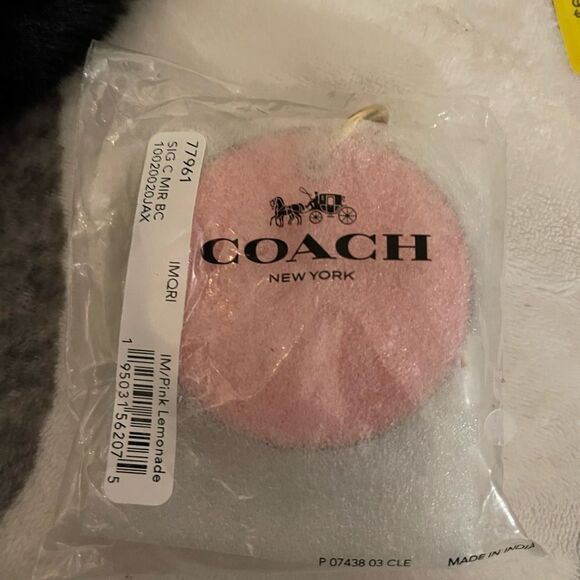 COACH
NEW YORK
77961
SIG C MIR BC
10020020JAX
IMQRI
IM/Pink Lemonade
1 95031 56207 5
P 07438 03 CLE
MADE IN INDIA